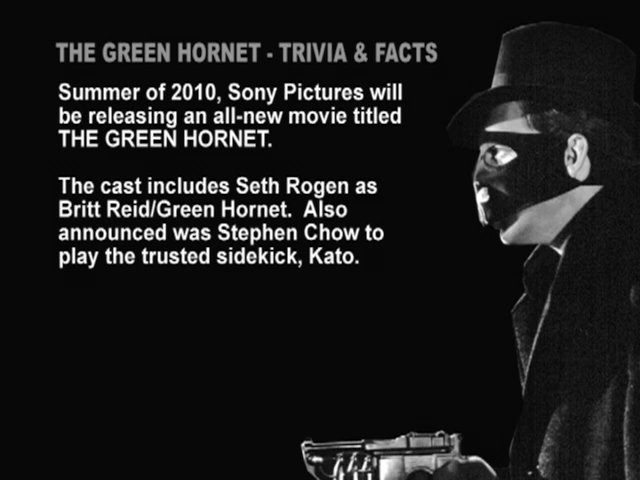 THE GREEN HORNET - TRIVIA & FACTS
Summer of 2010, Sony Pictures will
be releasing an all-new movie titled
THE GREEN HORNET.
The cast includes Seth Rogen as
Britt Reid/Green Hornet.  Also
announced was Stephen Chow to
play the trusted sidekick, Kato.